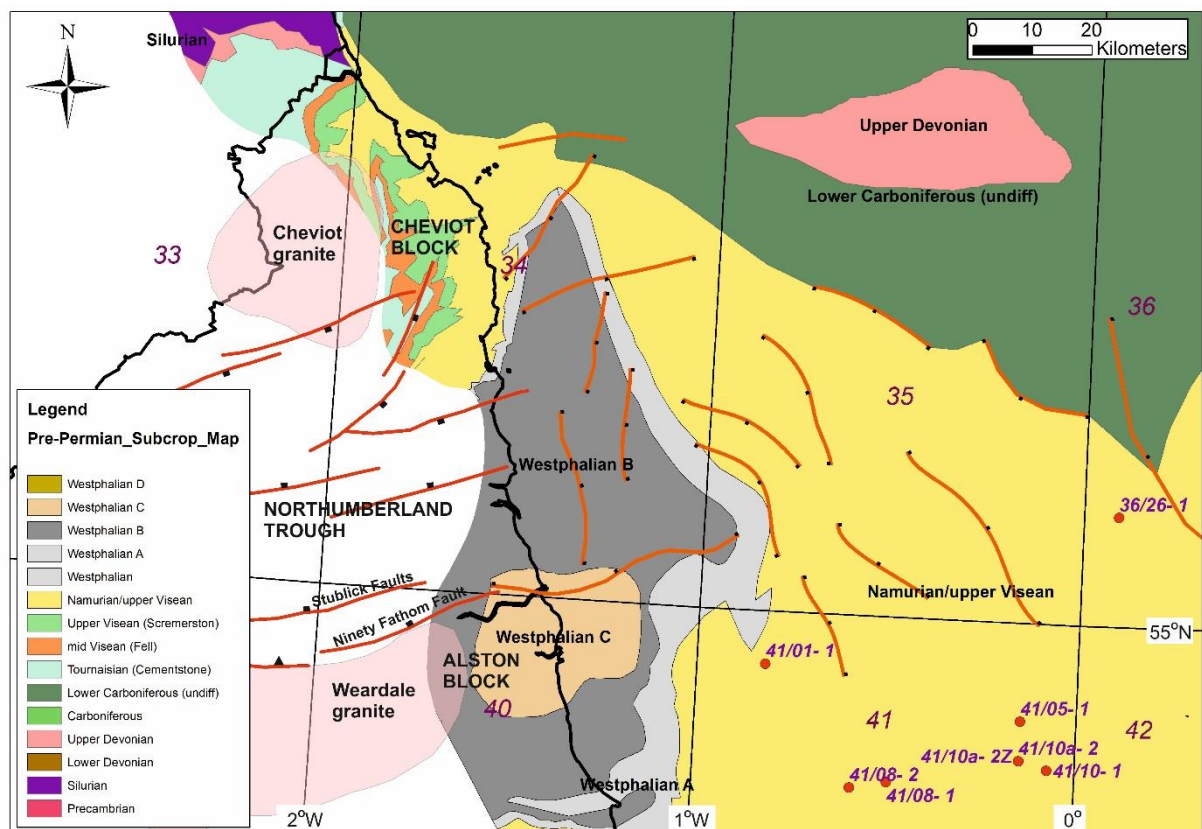 N
Silurian
0 10 20
Kilometers
Upper Devonian
Lower Carboniferous (undiff)
Cheviot
granite
CHEVIOT
BLOCK
33
34
36
35
Legend
Pre-Permian_Subcrop_Map
Westphalian D
Westphalian C
Westphalian B
Westphalian A
Westphalian
Namurian/upper Visean
Upper Visean (Scremerston)
mid Visean (Fell)
Tournaisian (Cementstone)
Lower Carboniferous (undiff)
Carboniferous
Upper Devonian
Lower Devonian
Silurian
Precambrian
Westphalian B
NORTHUMBERLAND
TROUGH
36/26- 1
Stublick Faults
Ninety Fathom Fault
Namurian/upper Visean
55°N
Westphalian C
41/01- 1
ALSTON
BLOCK
Weardale
granite
40
41
42
41/05- 1
41/10a- 2Z
41/10a- 2
41/10- 1
41/08- 2
41/08- 1
Westphalian A
2°W
1°W
0°